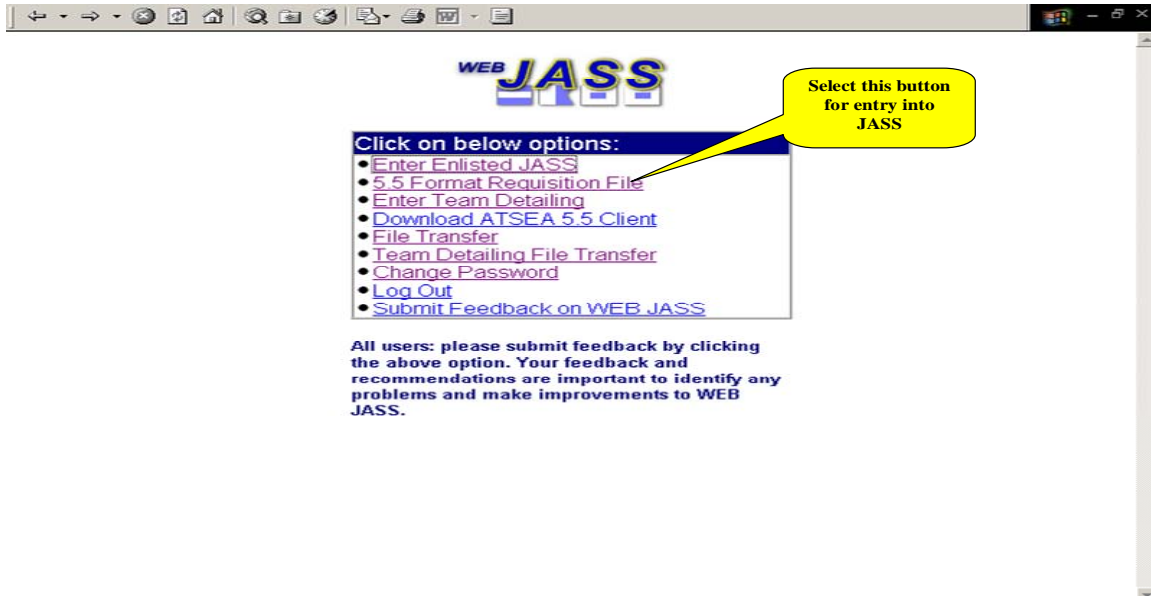 WEB JASS
Select this button
for entry into
JASS
Click on below options:
Enter Enlisted JASS
5.5 Format Requisition File
Enter Team Detailing
Download ATSEA 5.5 Client
File Transfer
Team Detailing File Transfer
Change Password
Log Out
Submit Feedback on WEB JASS
All users: please submit feedback by clicking
the above option. Your feedback and
recommendations are important to identify any
problems and make improvements to WEB
JASS.